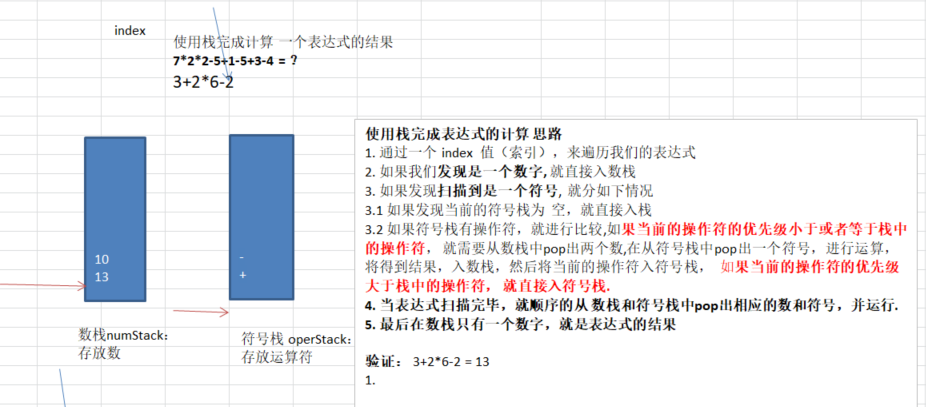 index
使用栈完成计算 一个表达式的结果
7*2*2-5+1-5+3-4 = ?
3+2*6-2
10
13
-
+
数栈numStack：
存放数
符号栈 operStack：
存放运算符
使用栈完成表达式的计算 思路
1. 通过一个 index 值（索引），来遍历我们的表达式
2. 如果我们发现是一个数字, 就直接入数栈
3. 如果发现扫描到是一个符号, 就分如下情况
3.1 如果发现当前的符号栈为 空，就直接入栈
3.2 如果符号栈有操作符，就进行比较,如果当前的操作符的优先级小于或者等于栈中
的操作符， 就需要从数栈中pop出两个数,在从符号栈中pop出一个符号，进行运算，
将得到结果，入数栈，然后将当前的操作符入符号栈， 如果当前的操作符的优先级
大于栈中的操作符， 就直接入符号栈.
4. 当表达式扫描完毕，就顺序的从 数栈和符号栈中pop出相应的数和符号，并运行.
5. 最后在数栈只有一个数字，就是表达式的结果
验证： 3+2*6-2 = 13
1.